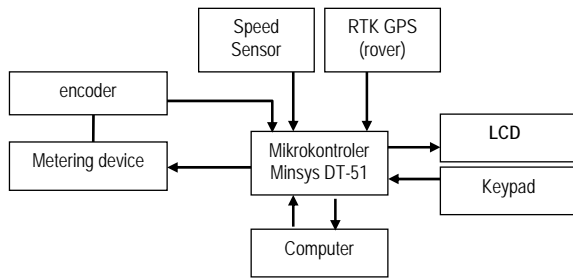 Speed
Sensor
RTK GPS
(rover)
encoder
Metering device
Mikrokontroler
Minsys DT-51
LCD
Keypad
Computer